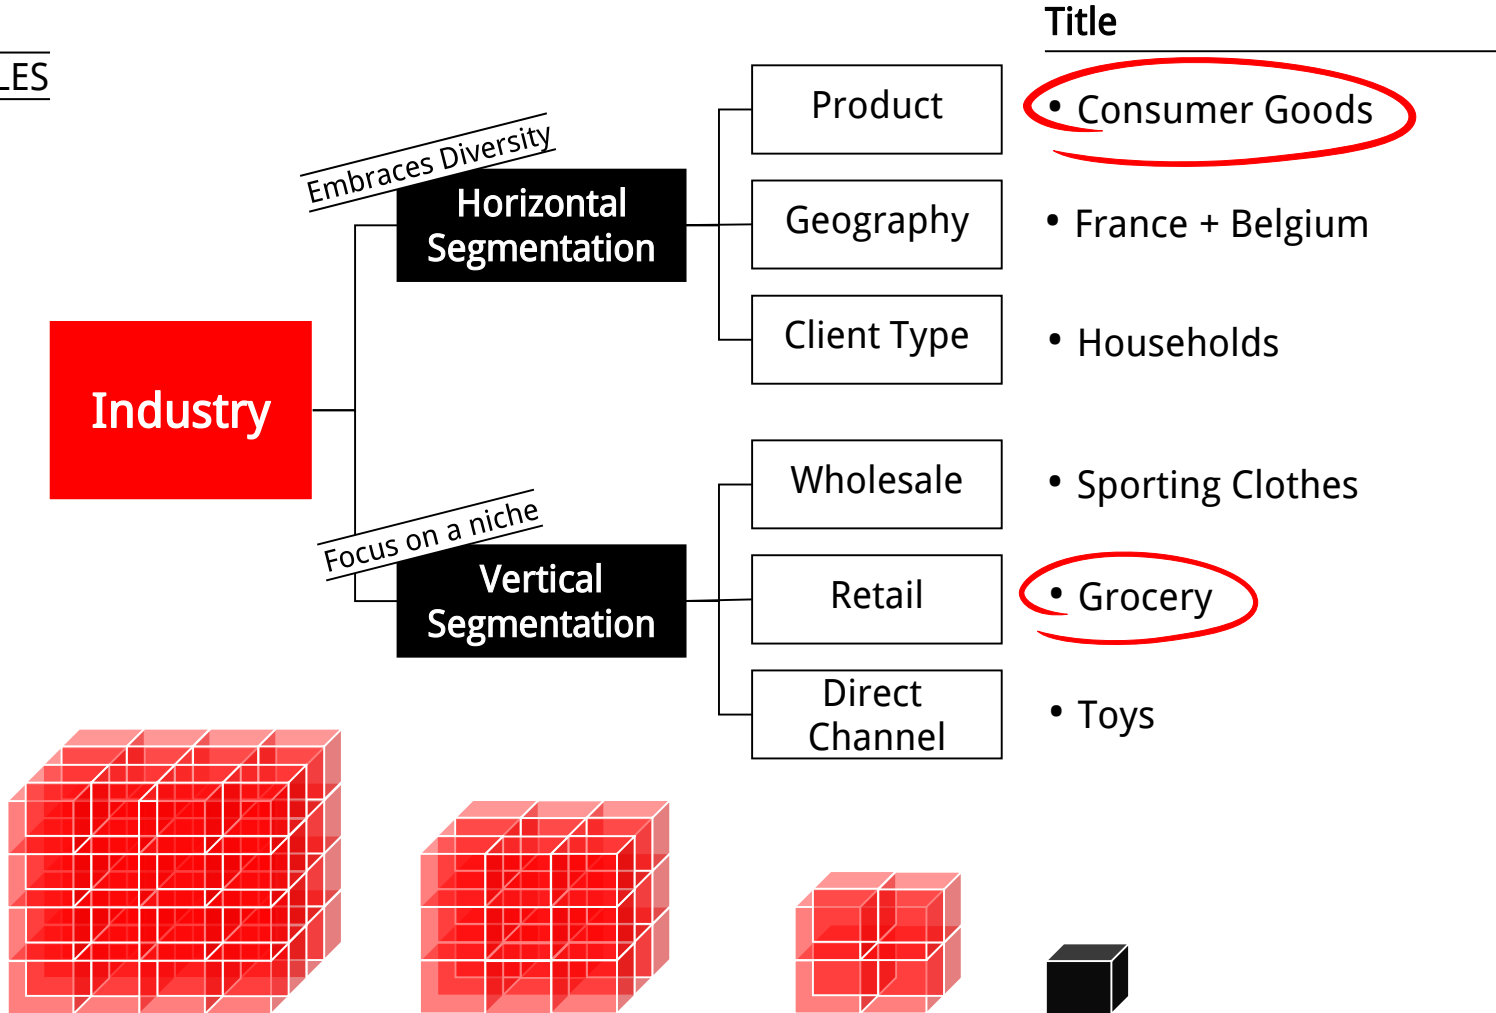 Title
LES
Product
• Consumer Goods
Embraces Diversity
Horizontal
Segmentation
Geography
• France + Belgium
Client Type
• Households
Industry
Wholesale
• Sporting Clothes
Focus on a niche
Vertical
Segmentation
Retail
• Grocery
Direct
Channel
• Toys